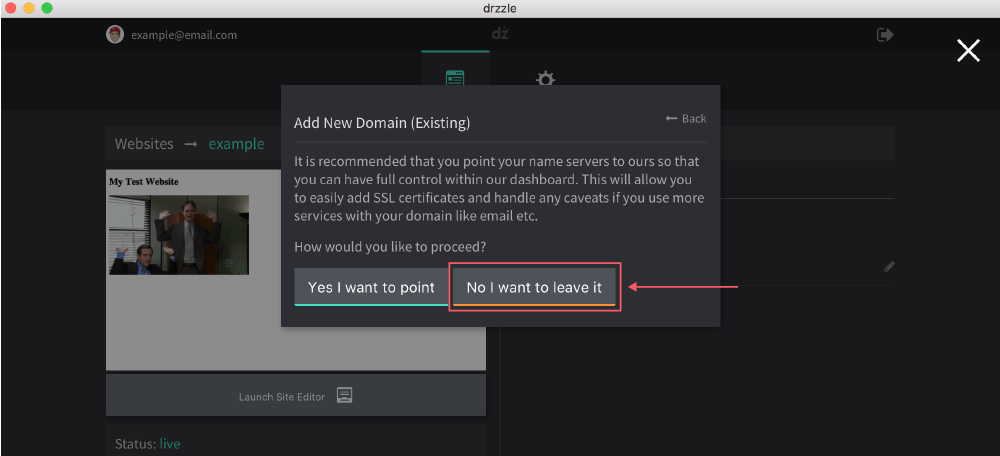 drzzle
example@email.com
dz
Add New Domain (Existing)
← Back
Websites → example
It is recommended that you point your name servers to ours so that
you can have full control within our dashboard. This will allow you
to easily add SSL certificates and handle any caveats if you use more
services with your domain like email etc.
My Test Website
How would you like to proceed?
Yes I want to point
No I want to leave it
Launch Site Editor
Status: live